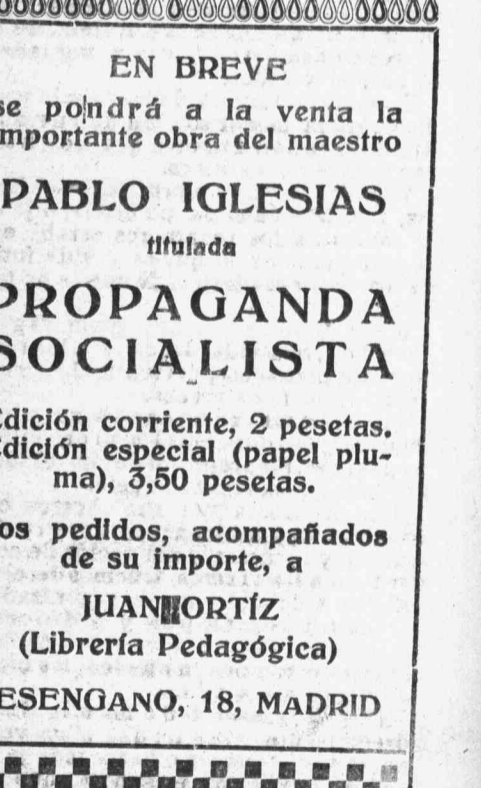 EN BREVE
se pondrá a la venta la
mportante obra del maestro
PABLO IGLESIAS
titulada
PROPAGANDA
SOCIALISTA
Edición corriente, 2 pesetas.
Edición especial (papel plu-
ma), 3,50 pesetas.
os pedidos, acompañados
de su importe, a
JUAN ORTÍZ
(Librería Pedagógica)
ESENGANO, 18, MADRID